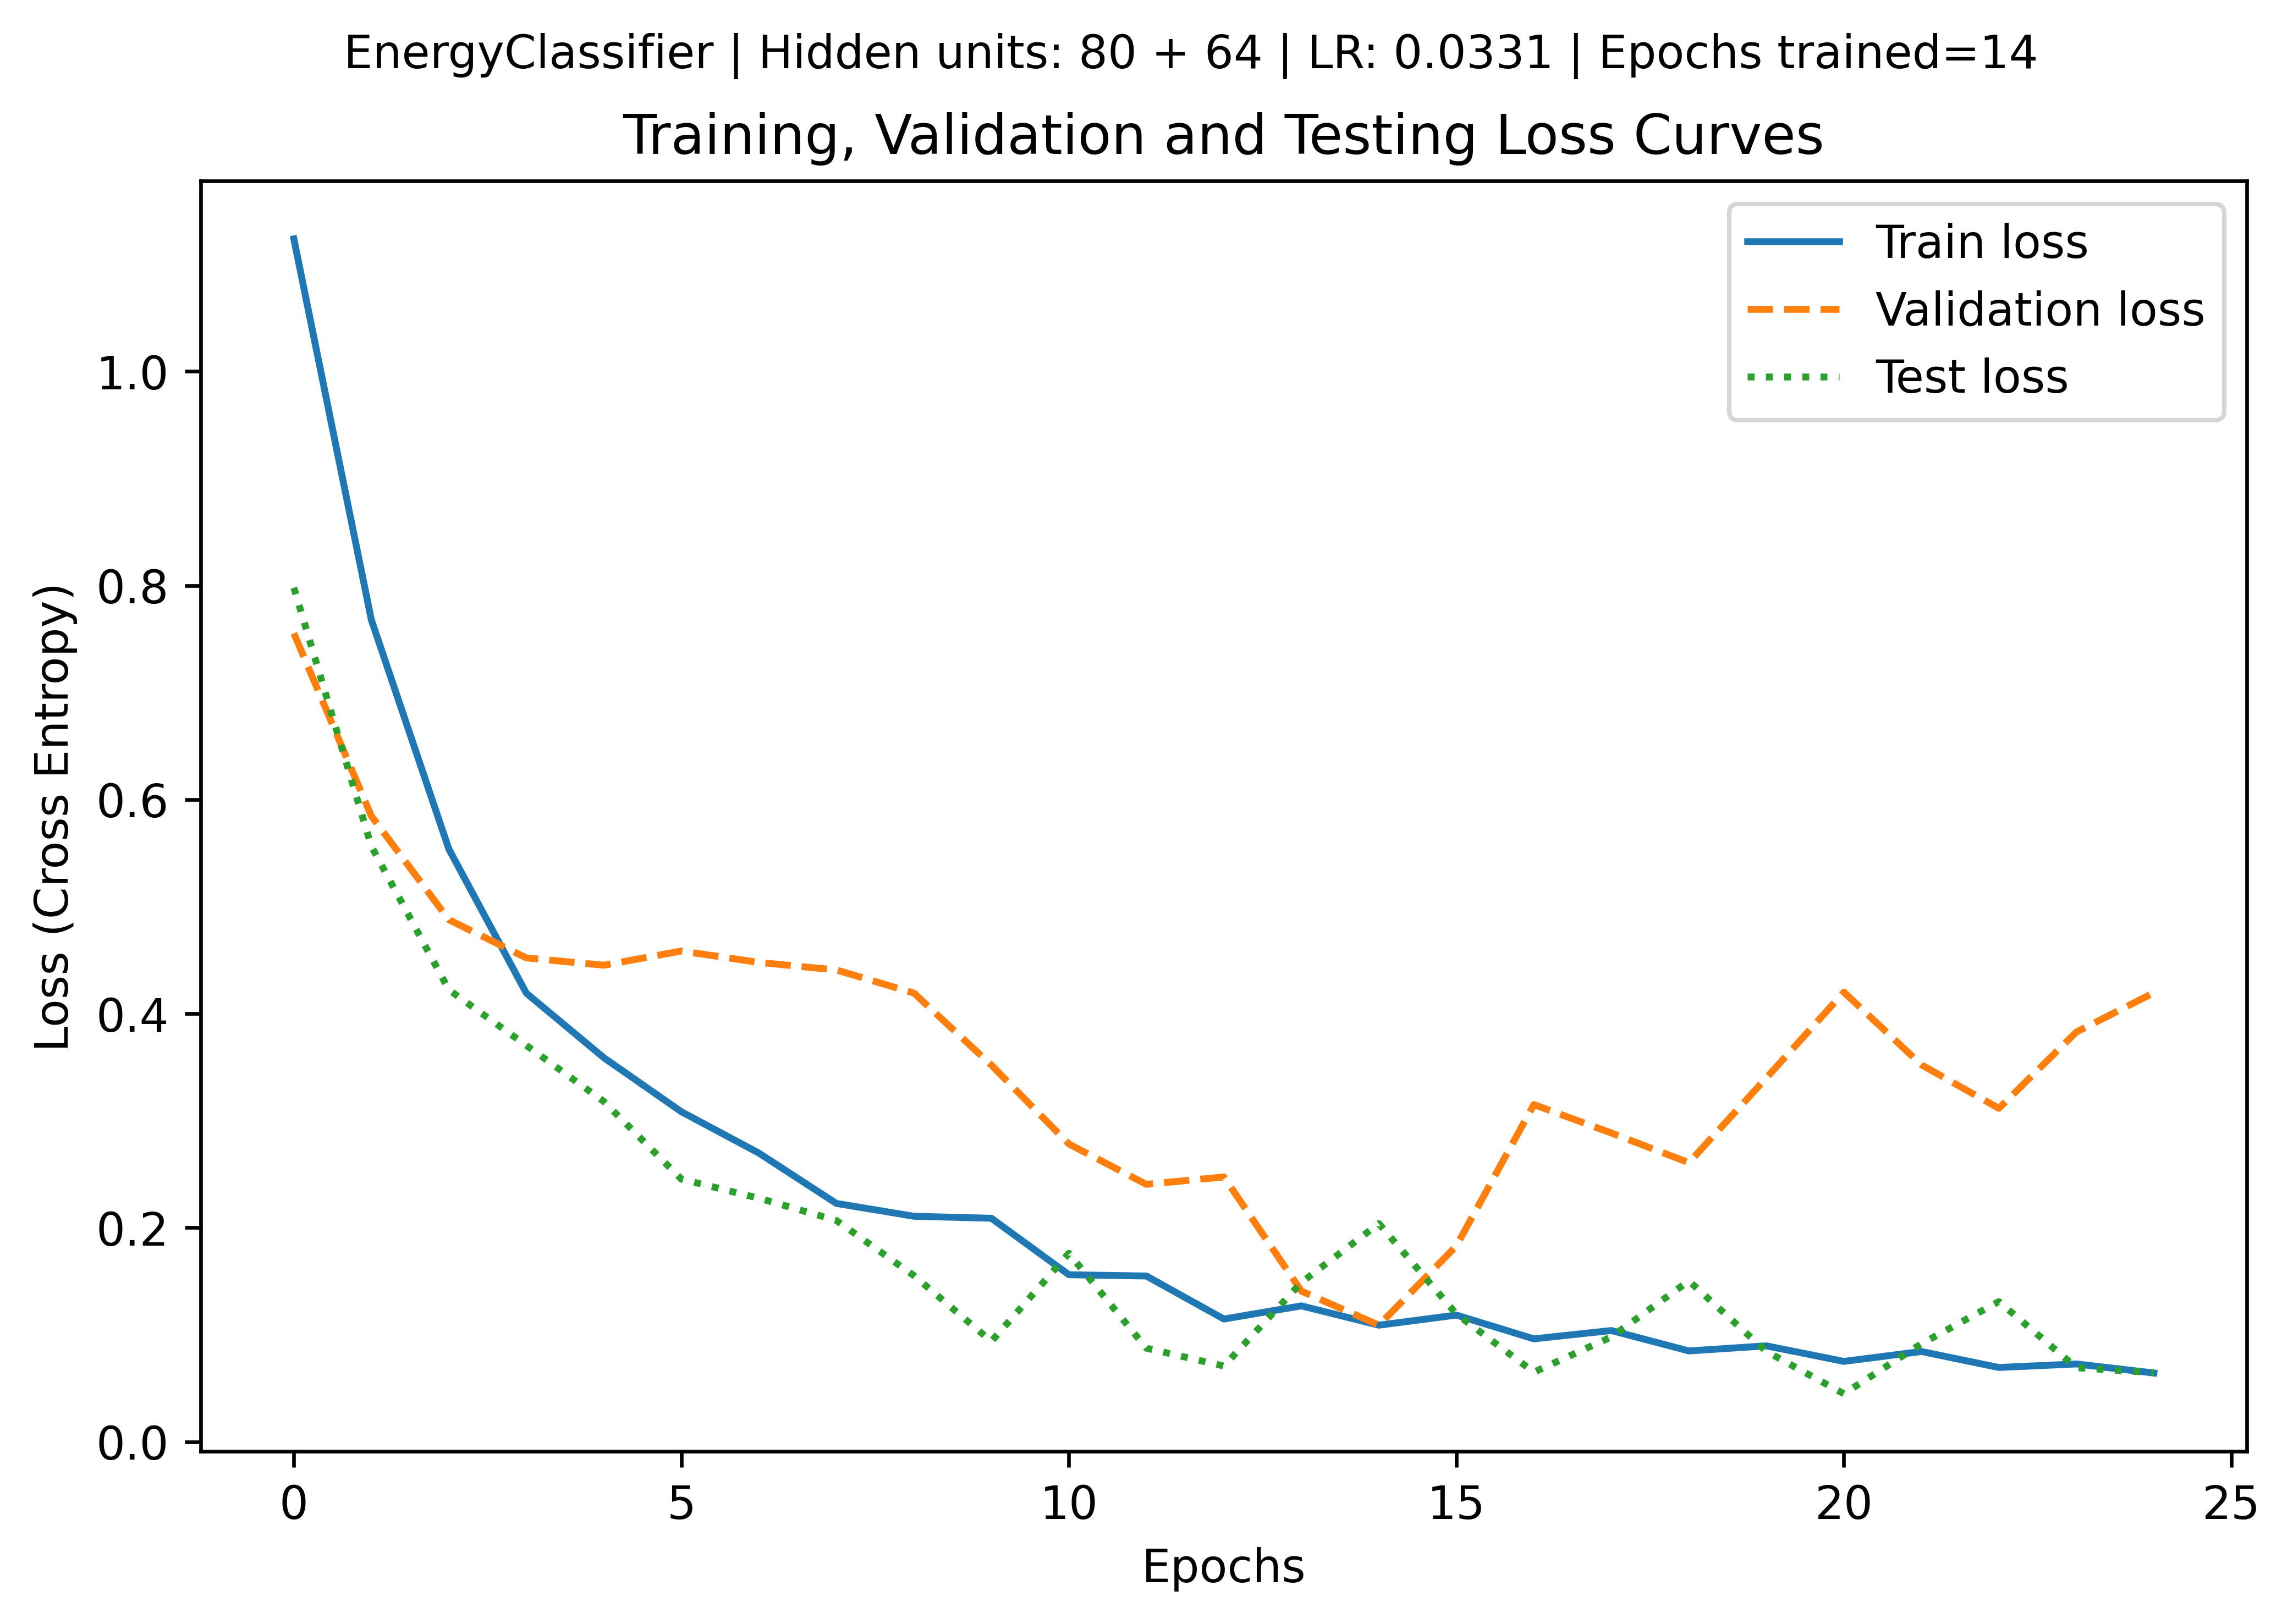 EnergyClassifier | Hidden units: 80 + 64 | LR: 0.0331 | Epochs trained=14
Training, Validation and Testing Loss Curves
Train loss
Validation loss
Test loss
Loss (Cross Entropy)
1.0
0.8
0.6
0.4
0.2
0.0
0 5 10 15 20 25
Epochs